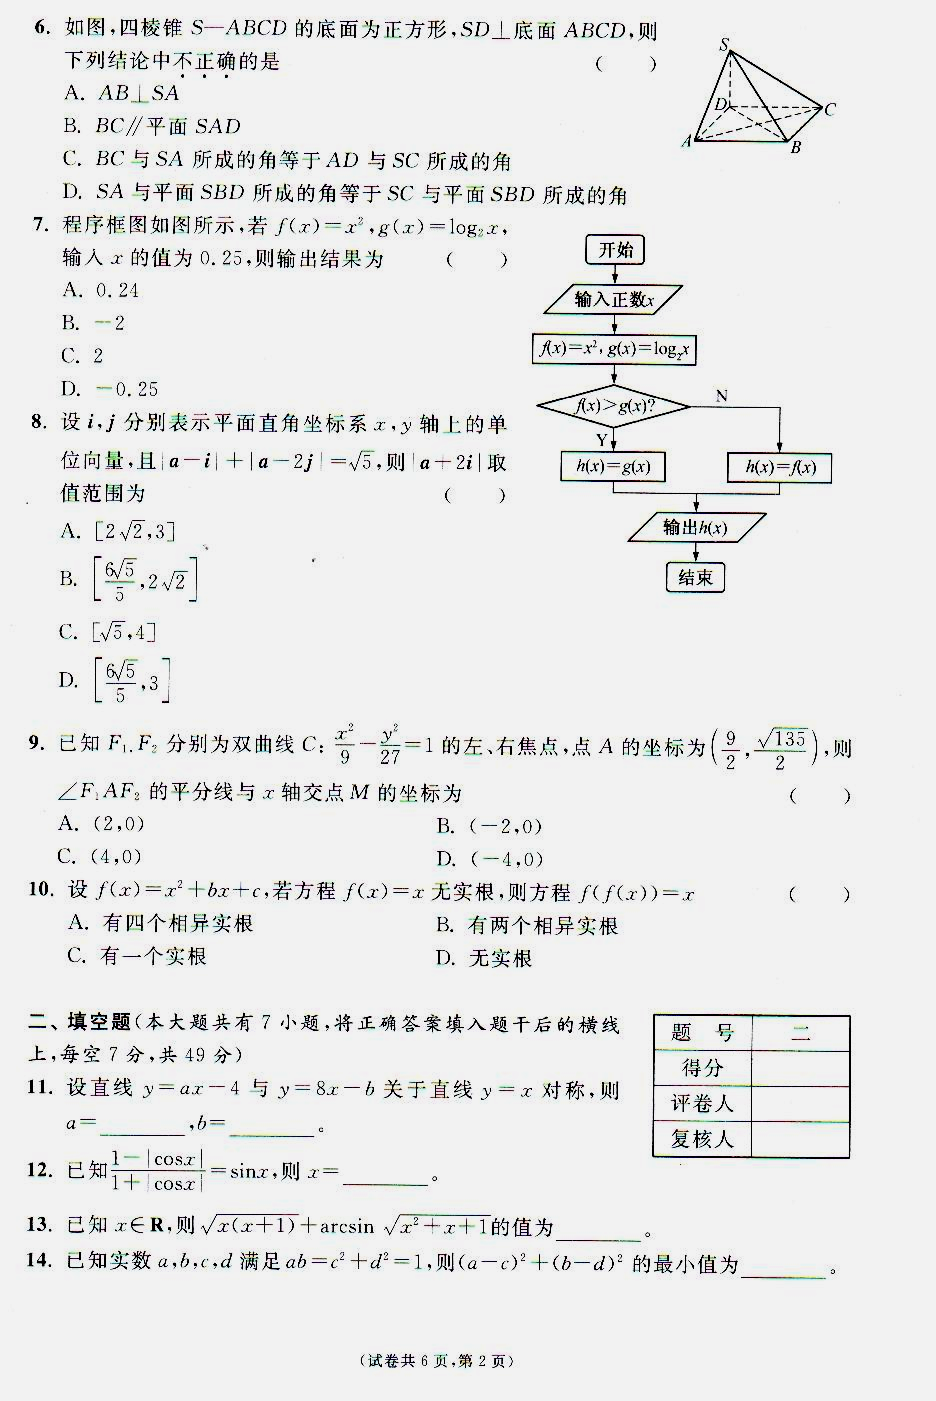 6. 如图,四棱锥 S—ABCD 的底面为正方形,SD⊥底面 ABCD,则
下列结论中不正确的是 (  )
A. AB⊥SA
B. BC∥平面 SAD
C. BC 与 SA 所成的角等于 AD 与 SC 所成的角
D. SA 与平面 SBD 所成的角等于 SC 与平面 SBD 所成的角
S
D
C
A
B
7. 程序框图如图所示,若 f(x)=x²,g(x)=log₂x,
输入 x 的值为 0.25,则输出结果为 (  )
A. 0.24
B. -2
C. 2
D. -0.25
开始
输入正数x
f(x)=x², g(x)=log₂x
f(x)>g(x)?
N
Y
h(x)=g(x)
h(x)=f(x)
输出h(x)
结束
8. 设 i,j 分别表示平面直角坐标系 x,y 轴上的单
位向量,且|a-i|+|a-2j|=√5,则|a+2i|取
值范围为 (  )
A. [2√2,3]
B. [6√5/5,2√2]
C. [√5,4]
D. [6√5/5,3]
9. 已知 F₁,F₂ 分别为双曲线 C: x²/9-y²/27=1 的左、右焦点,点 A 的坐标为(9/2,√135/2),则
∠F₁AF₂ 的平分线与 x 轴交点 M 的坐标为 (  )
A. (2,0) B. (-2,0)
C. (4,0) D. (-4,0)
10. 设 f(x)=x²+bx+c,若方程 f(x)=x 无实根,则方程 f(f(x))=x (  )
A. 有四个相异实根 B. 有两个相异实根
C. 有一个实根 D. 无实根
二、填空题(本大题共有 7 小题,将正确答案填入题干后的横线
上,每空 7 分,共 49 分)
题 号 二
得分
评卷人
复核人
11. 设直线 y=ax-4 与 y=8x-b 关于直线 y=x 对称,则
a=______,b=______。
12. 已知(1-|cosx|)/(1+|cosx|)=sinx,则 x=______。
13. 已知 x∈R,则√x(x+1)+arcsin √x²+x+1的值为______。
14. 已知实数 a,b,c,d 满足 ab=c²+d²=1,则(a-c)²+(b-d)² 的最小值为______。
(试卷共 6 页,第 2 页)